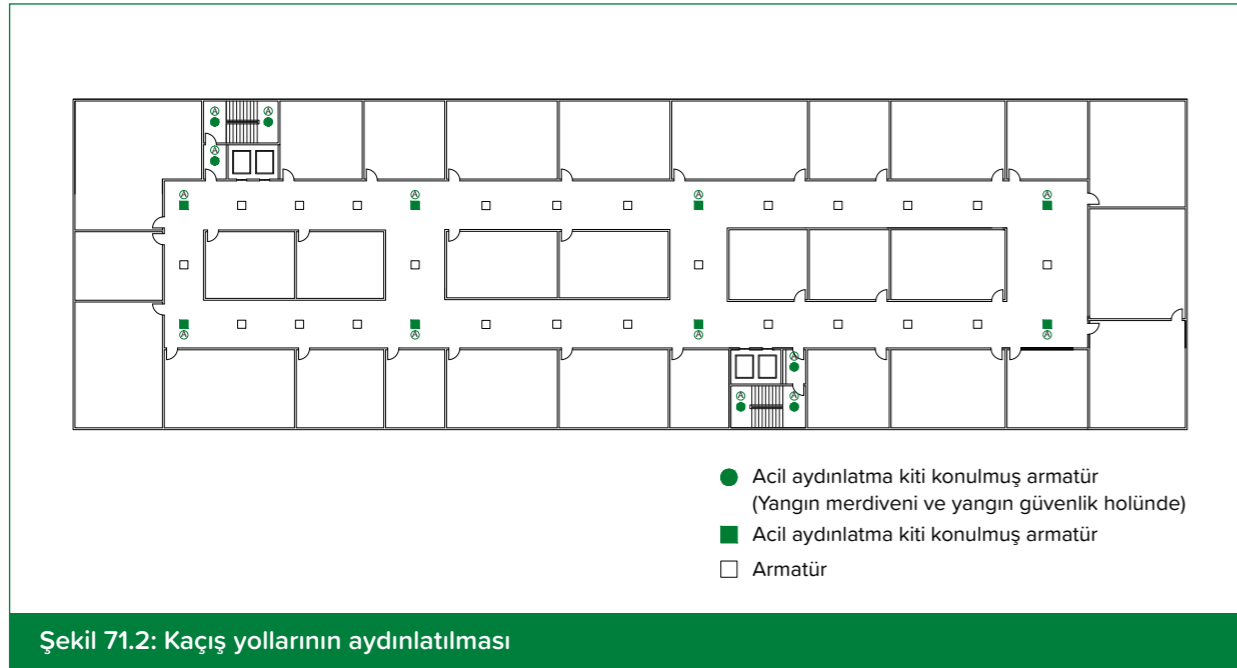 Acil aydınlatma kiti konulmuş armatür
(Yangın merdiveni ve yangın güvenlik holünde)
Acil aydınlatma kiti konulmuş armatür
Armatür
Şekil 71.2: Kaçış yollarının aydınlatılması